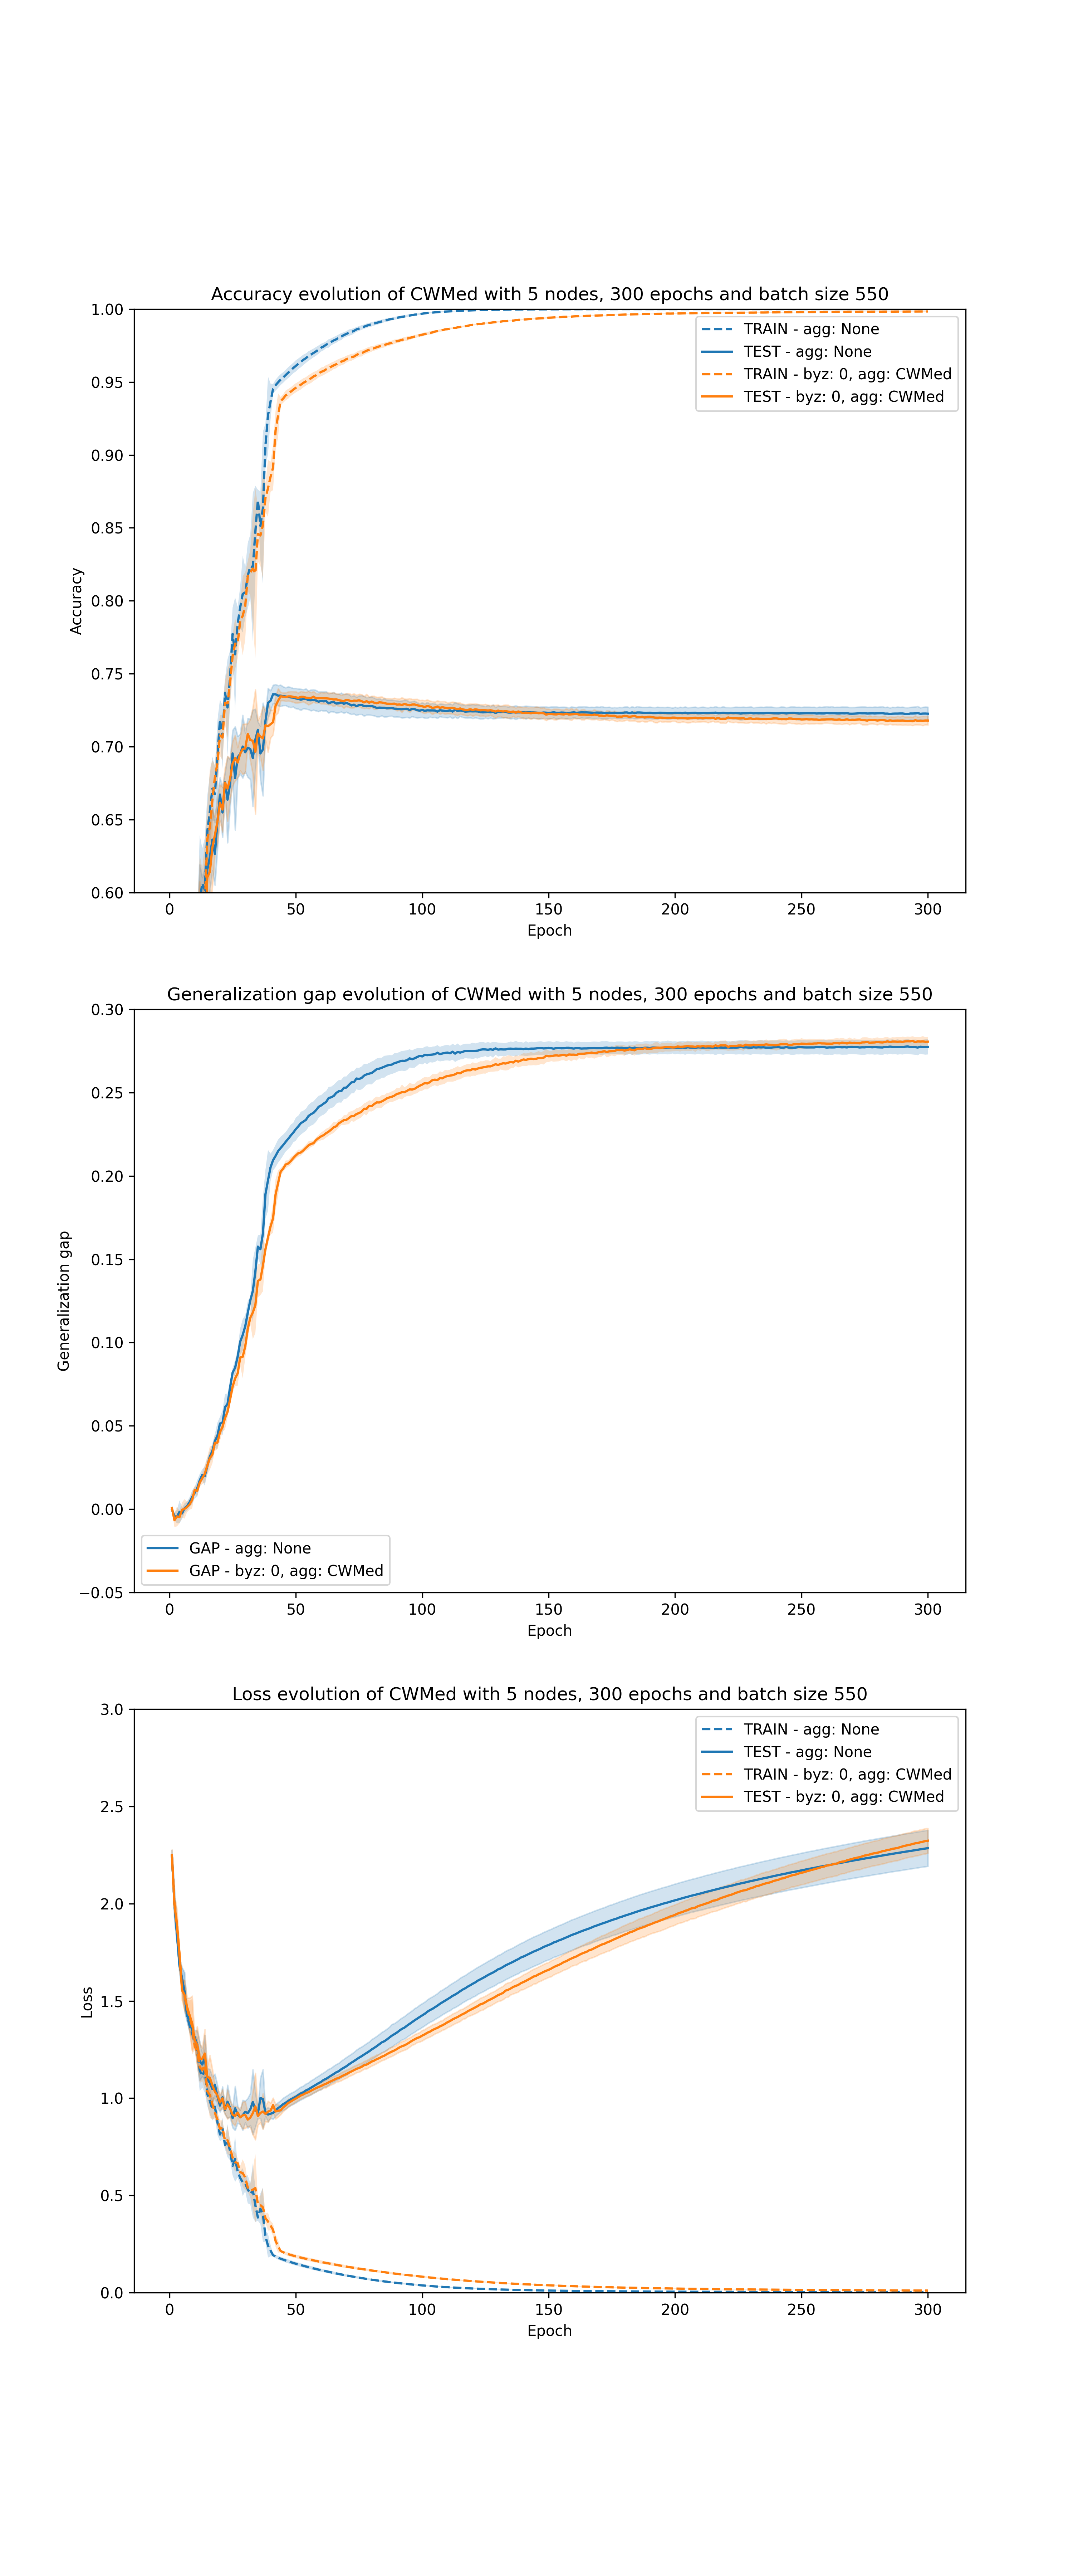 Accuracy evolution of CWMed with 5 nodes, 300 epochs and batch size 550
1.00
0.95
0.90
0.85
0.80
0.75
0.70
0.65
0.60
Accuracy
TRAIN - agg: None
TEST - agg: None
TRAIN - byz: 0, agg: CWMed
TEST - byz: 0, agg: CWMed
0 50 100 150 200 250 300
Epoch
Generalization gap evolution of CWMed with 5 nodes, 300 epochs and batch size 550
0.30
0.25
0.20
0.15
0.10
0.05
0.00
−0.05
Generalization gap
GAP - agg: None
GAP - byz: 0, agg: CWMed
0 50 100 150 200 250 300
Epoch
Loss evolution of CWMed with 5 nodes, 300 epochs and batch size 550
3.0
2.5
2.0
1.5
1.0
0.5
0.0
Loss
TRAIN - agg: None
TEST - agg: None
TRAIN - byz: 0, agg: CWMed
TEST - byz: 0, agg: CWMed
0 50 100 150 200 250 300
Epoch